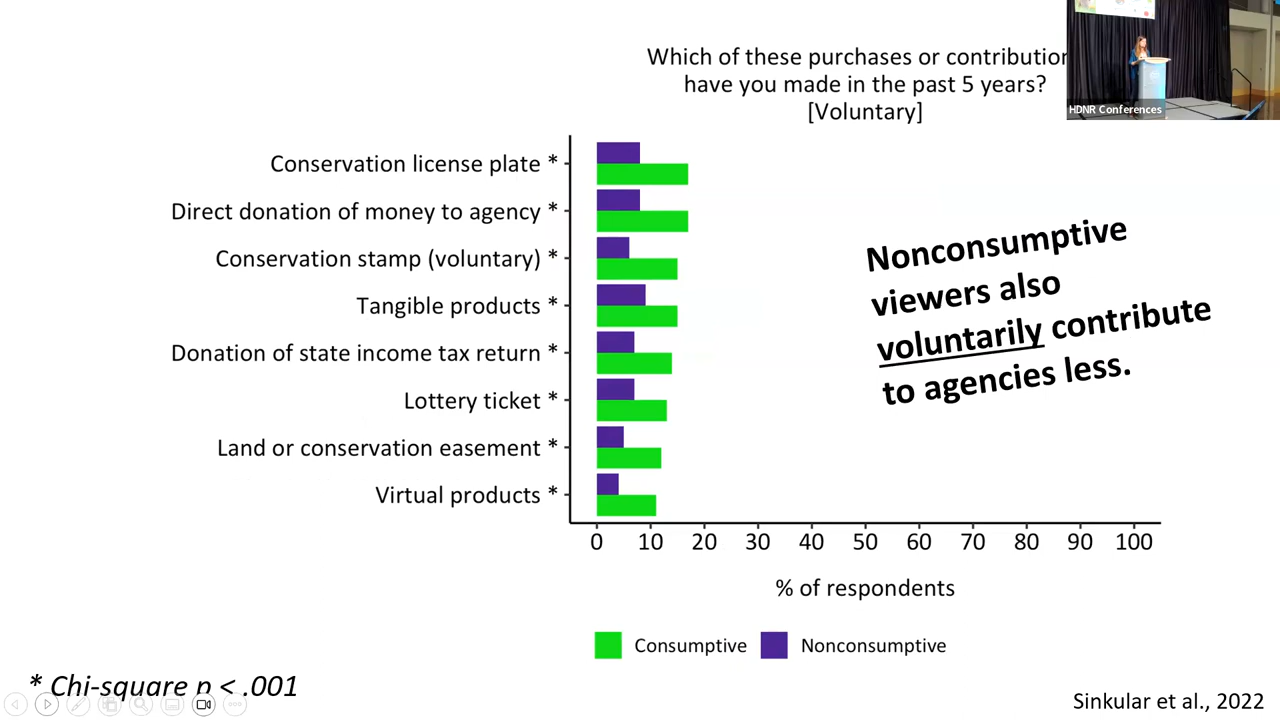 Which of these purchases or contribution
have you made in the past 5 years?
[Voluntary]
HDNR Conferences
Conservation license plate *
Direct donation of money to agency *
Conservation stamp (voluntary) *
Tangible products *
Donation of state income tax return *
Lottery ticket *
Land or conservation easement *
Virtual products *
Nonconsumptive
viewers also
voluntarily contribute
to agencies less.
0 10 20 30 40 50 60 70 80 90 100
% of respondents
Consumptive Nonconsumptive
* Chi-square p < .001
Sinkular et al., 2022